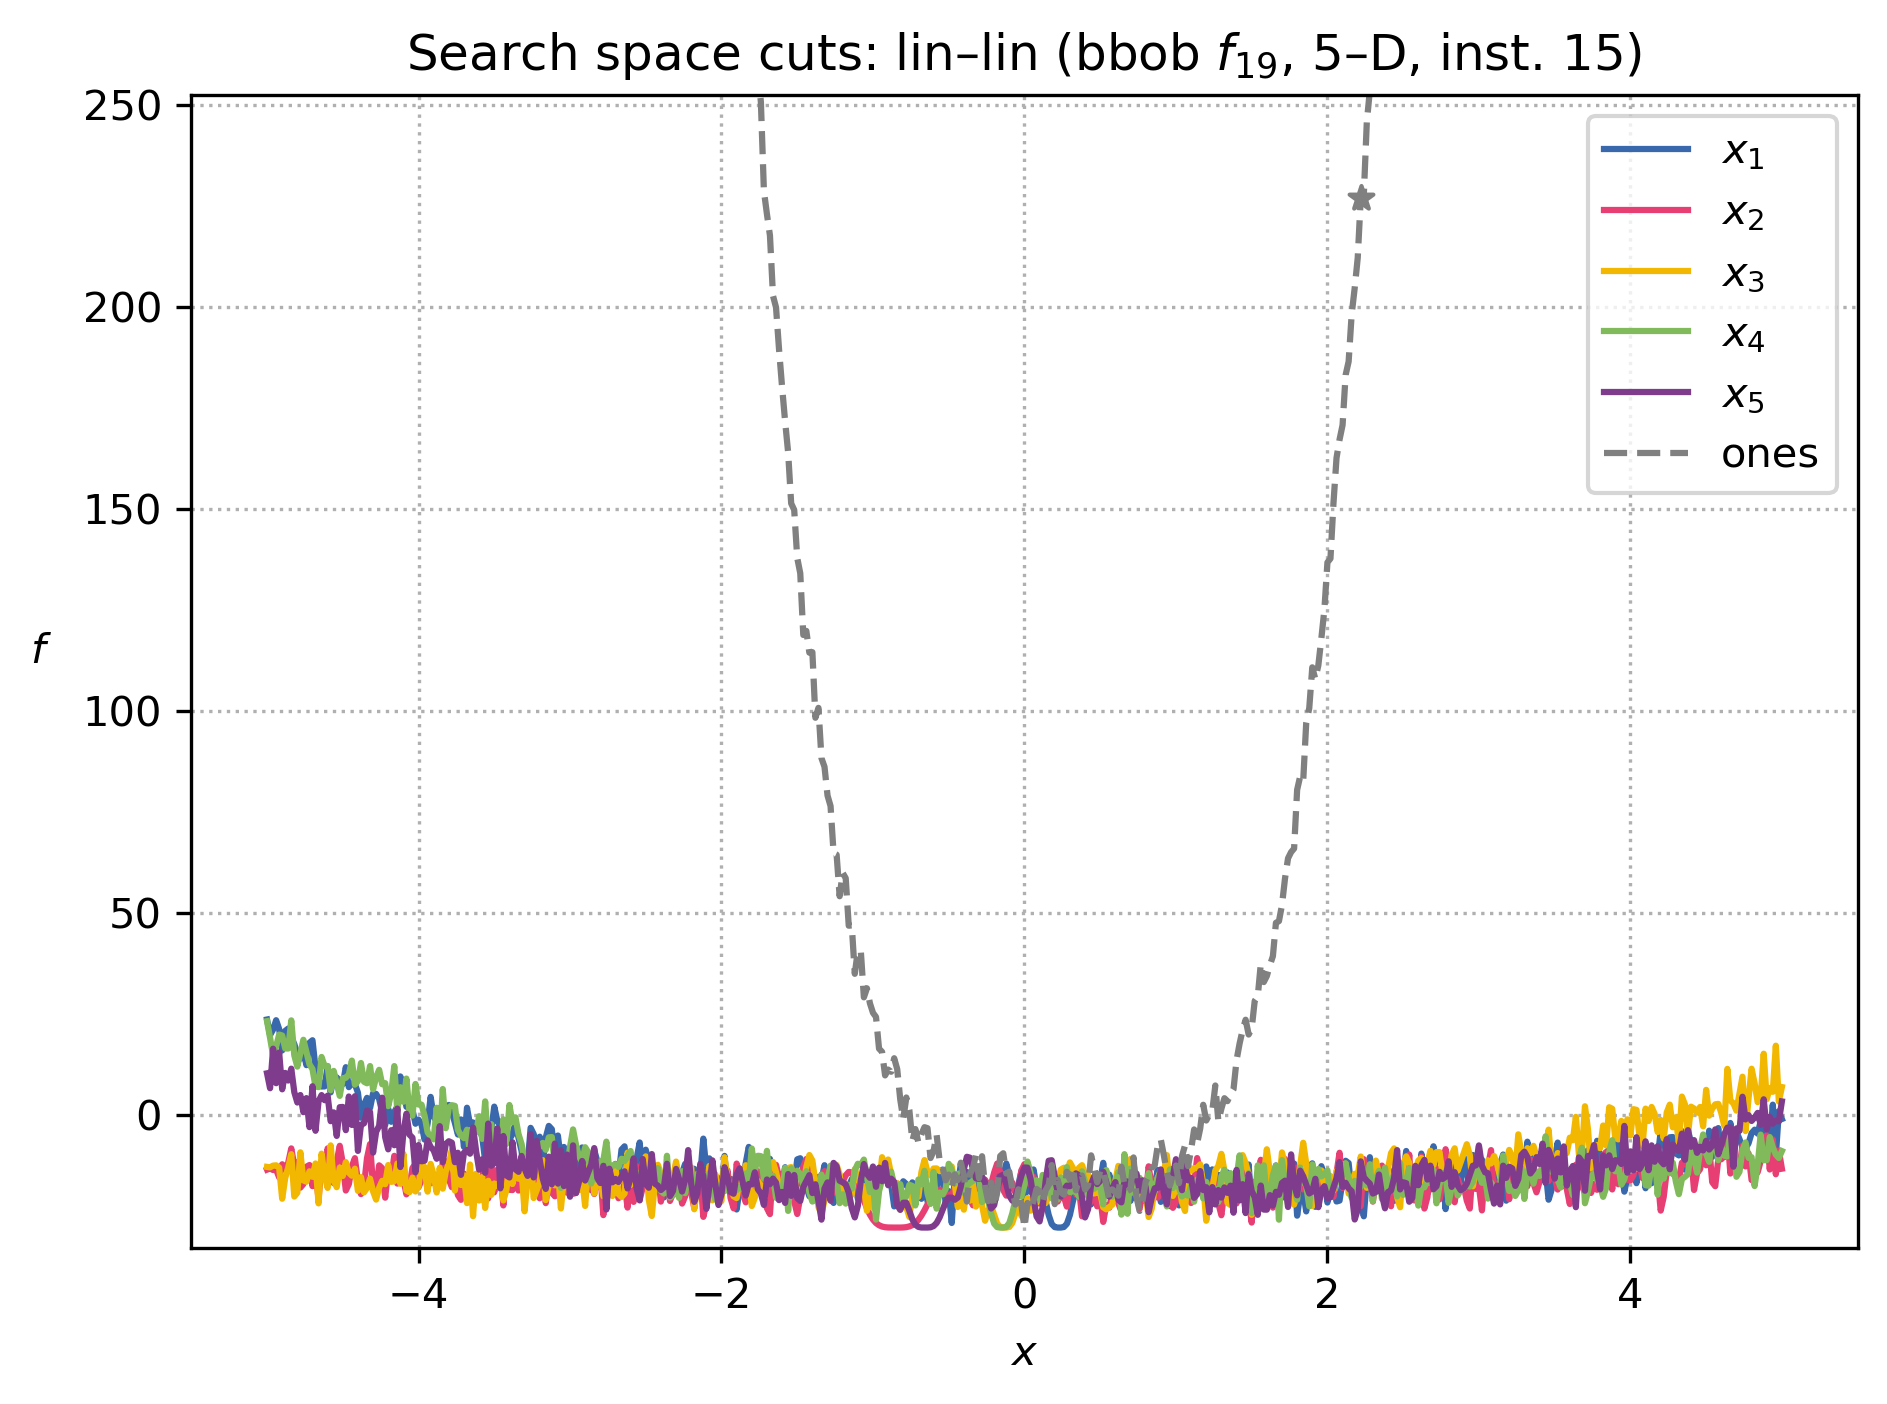 Search space cuts: lin–lin (bbob f19, 5–D, inst. 15)
250
200
150
100
50
0
f
−4 −2 0 2 4
x
x1
x2
x3
x4
x5
ones